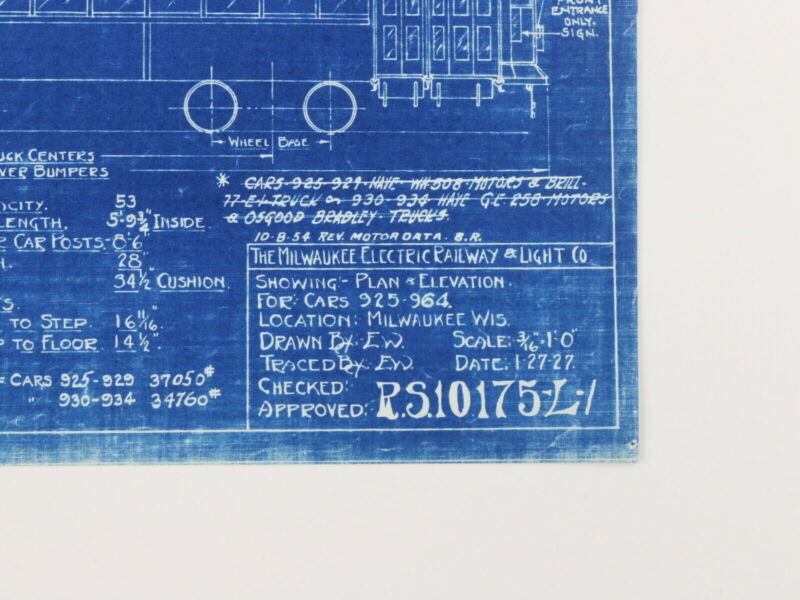 FRONT
ENTRANCE
ONLY.
SIGN.
WHEEL BASE
UCK CENTERS
VER BUMPERS
* CARS-925-929-HAVE-WH508-MOTORS & BRILL-
77-E-1-TRUCK 930-934 HAVE G.E 258 MOTORS
& OSGOOD BRADLEY TRUCKS.
10-8-54 REV. MOTOR DATA. B.R.
CITY. 53
LENGTH. 5'-9¾" INSIDE.
CAR POSTS-8'6"
28"
34½" CUSHION.
S.
TO STEP. 16 11/16".
TO FLOOR 14½".
= CARS 925-929 37050#
" 930-934 34760#
THE MILWAUKEE ELECTRIC RAILWAY & LIGHT CO.
SHOWING:- PLAN & ELEVATION.
FOR: CARS 925-964.
LOCATION: MILWAUKEE WIS.
DRAWN BY: E.W. SCALE: 3/16"=1'-0"
TRACED BY: E.W. DATE: 1-27-27.
CHECKED:
APPROVED: R.S.10175-L-1